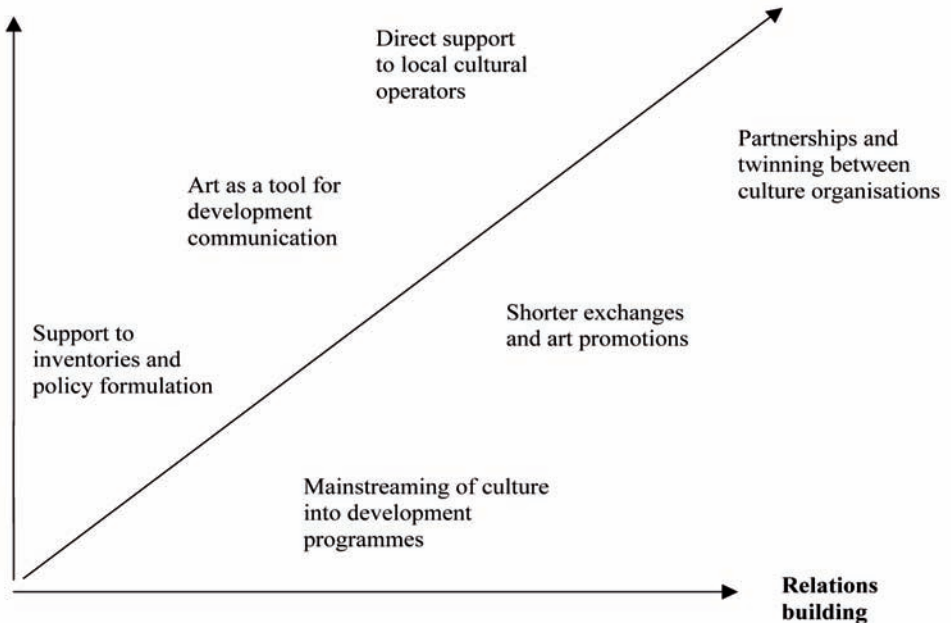 Direct support
to local cultural
operators
Partnerships and
twinning between
culture organisations
Art as a tool for
development
communication
Shorter exchanges
and art promotions
Support to
inventories and
policy formulation
Mainstreaming of culture
into development
programmes
Relations
building